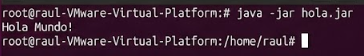 root@raul-VMware-Virtual-Platform:# java -jar hola.jar
Hola Mundo!
root@raul-VMware-Virtual-Platform:/home/raul#